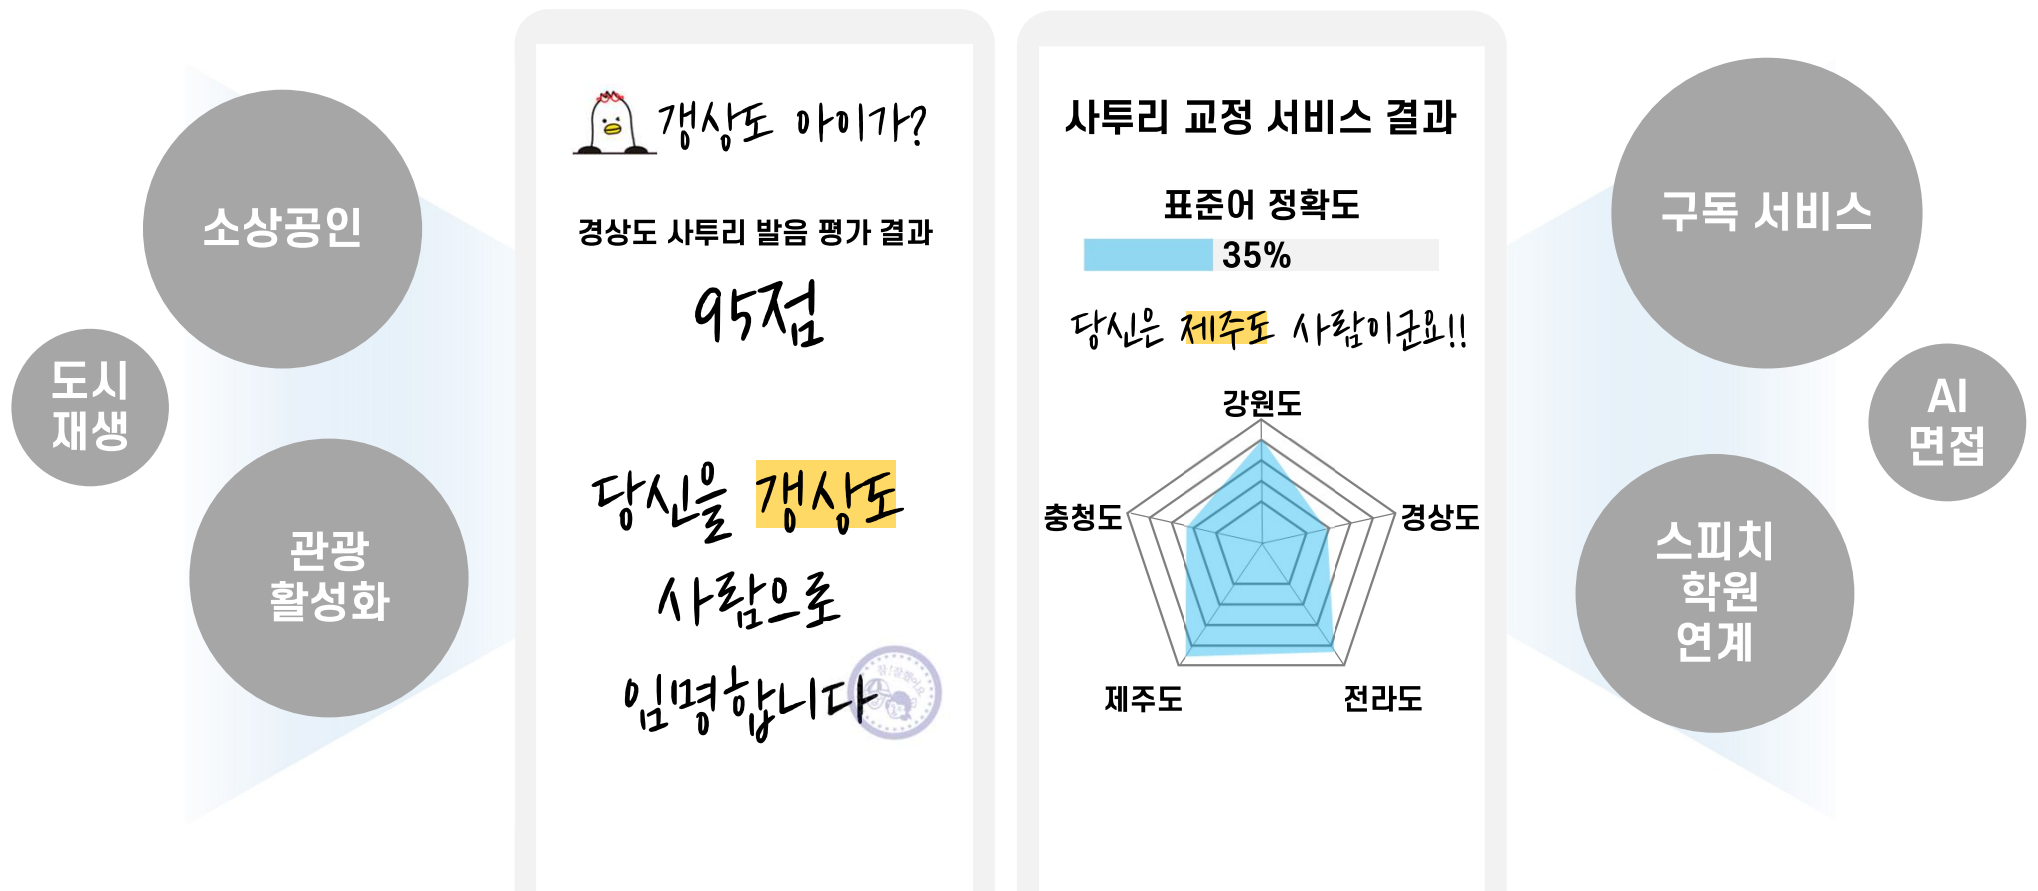 소상공인
도시
재생
관광
활성화
갱상도 아이가?
경상도 사투리 발음 평가 결과
95점
당신을 갱상도
사람으로
임명합니다
참!잘했어요
사투리 교정 서비스 결과
표준어 정확도
35%
당신은 제주도 사람이군요!!
강원도
충청도
경상도
제주도
전라도
구독 서비스
AI
면접
스피치
학원
연계